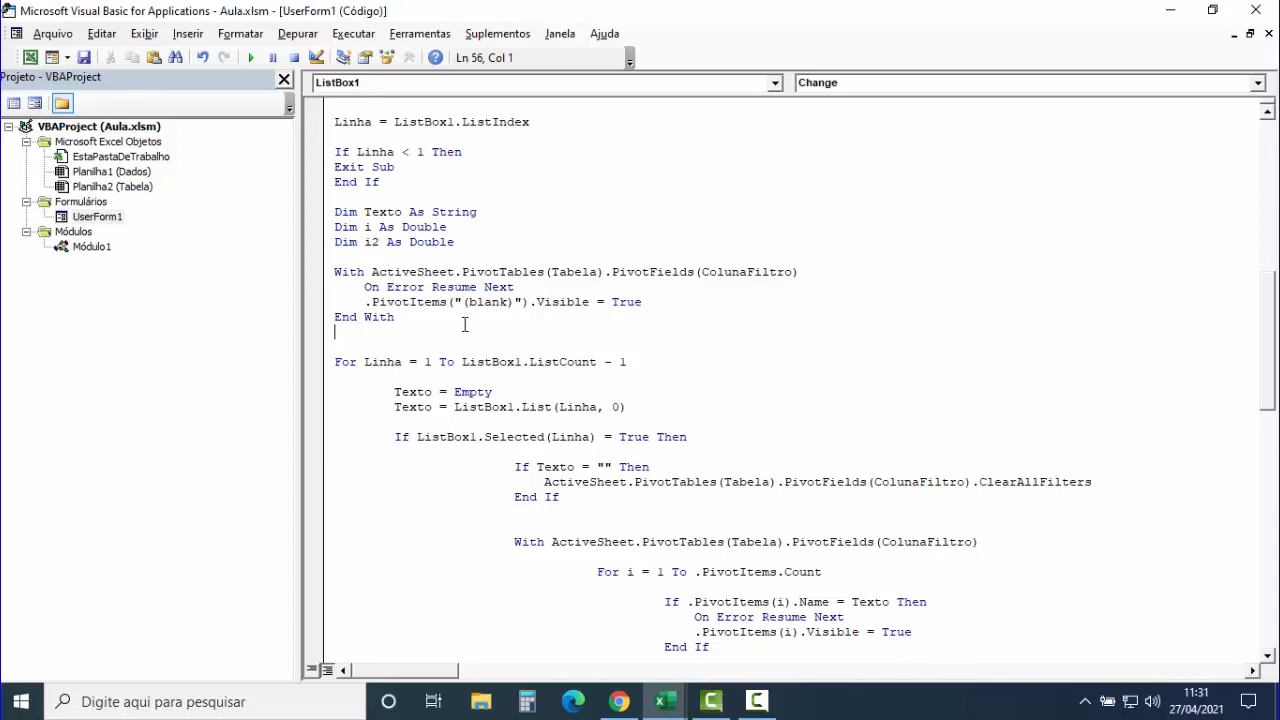 Microsoft Visual Basic for Applications - Aula.xlsm - [UserForm1 (Código)]
Arquivo Editar Exibir Inserir Formatar Depurar Executar Ferramentas Suplementos Janela Ajuda
Ln 56, Col 1
Projeto - VBAProject
ListBox1 Change
VBAProject (Aula.xlsm)
Microsoft Excel Objetos
EstaPastaDeTrabalho
Planilha1 (Dados)
Planilha2 (Tabela)
Formulários
UserForm1
Módulos
Módulo1
Linha = ListBox1.ListIndex
If Linha < 1 Then
Exit Sub
End If
Dim Texto As String
Dim i As Double
Dim i2 As Double
With ActiveSheet.PivotTables(Tabela).PivotFields(ColunaFiltro)
On Error Resume Next
.PivotItems("(blank)").Visible = True
End With
For Linha = 1 To ListBox1.ListCount - 1
Texto = Empty
Texto = ListBox1.List(Linha, 0)
If ListBox1.Selected(Linha) = True Then
If Texto = "" Then
ActiveSheet.PivotTables(Tabela).PivotFields(ColunaFiltro).ClearAllFilters
End If
With ActiveSheet.PivotTables(Tabela).PivotFields(ColunaFiltro)
For i = 1 To .PivotItems.Count
If .PivotItems(i).Name = Texto Then
On Error Resume Next
.PivotItems(i).Visible = True
End If
Digite aqui para pesquisar
11:31
27/04/2021